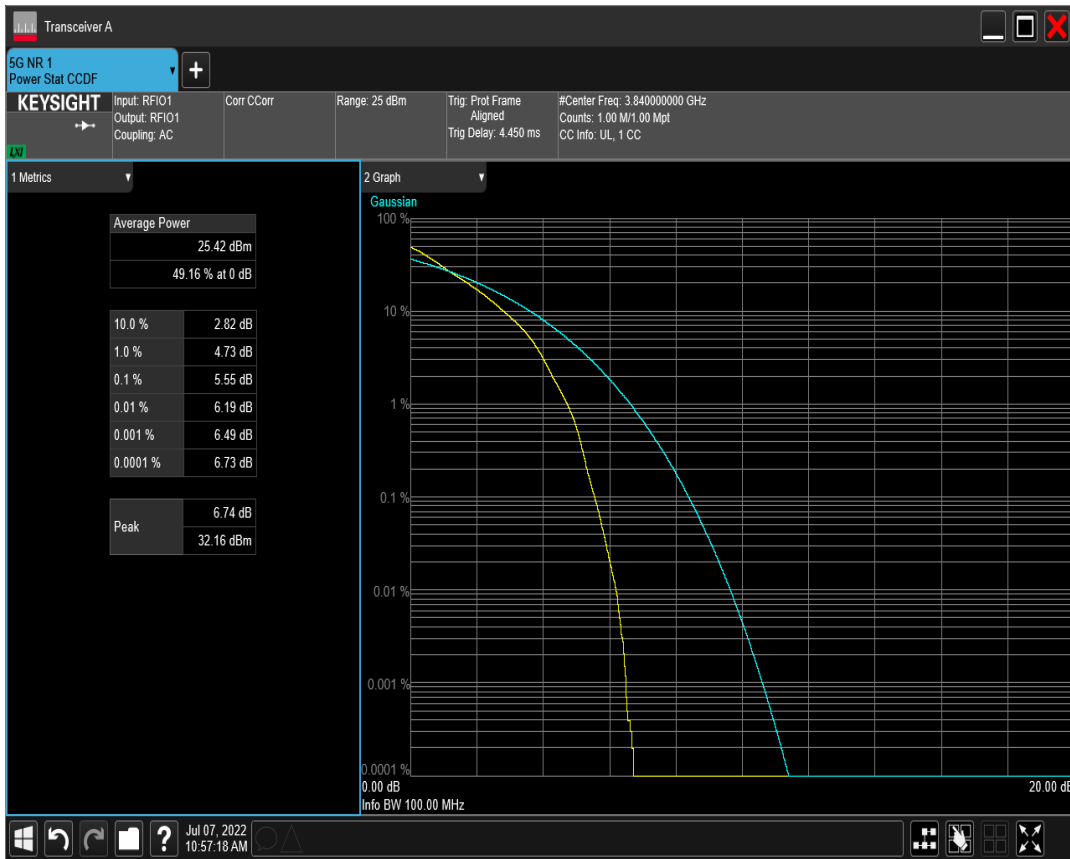 Transceiver A
5G NR 1
Power Stat CCDF
+
KEYSIGHT
LXI
Input: RFIO1
Output: RFIO1
Coupling: AC
Corr CCorr
Range: 25 dBm
Trig: Prot Frame
Aligned
Trig Delay: 4.450 ms
#Center Freq: 3.840000000 GHz
Counts: 1.00 M/1.00 Mpt
CC Info: UL, 1 CC
1 Metrics
Average Power
25.42 dBm
49.16 % at 0 dB
10.0 % 2.82 dB
1.0 % 4.73 dB
0.1 % 5.55 dB
0.01 % 6.19 dB
0.001 % 6.49 dB
0.0001 % 6.73 dB
Peak
6.74 dB
32.16 dBm
2 Graph
Gaussian
100 %
10 %
1 %
0.1 %
0.01 %
0.001 %
0.0001 %
0.00 dB 20.00 dB
Info BW 100.00 MHz
?
Jul 07, 2022
10:57:18 AM